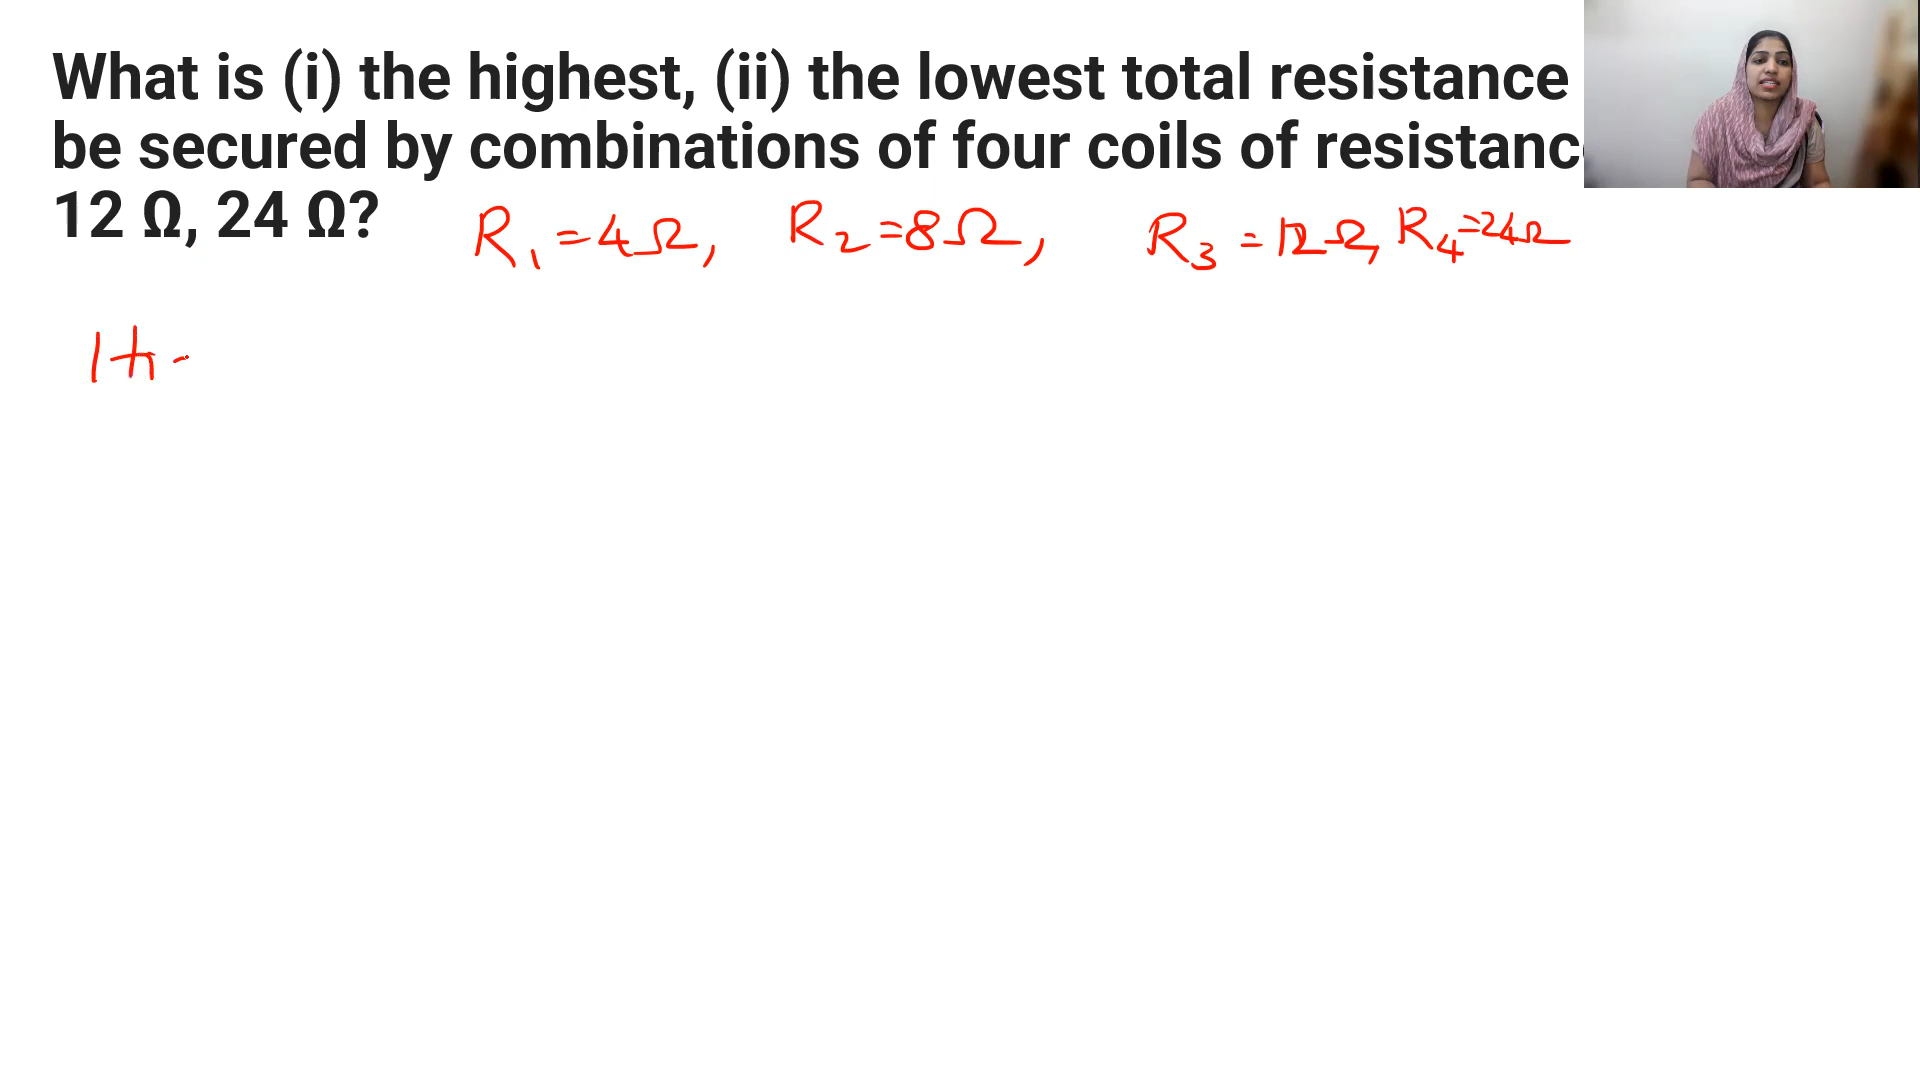 What is (i) the highest, (ii) the lowest total resistance
be secured by combinations of four coils of
12 Ω, 24 Ω?
R₁ = 4Ω, R₂ = 8Ω, R₃ = 12Ω, R₄ = 24Ω